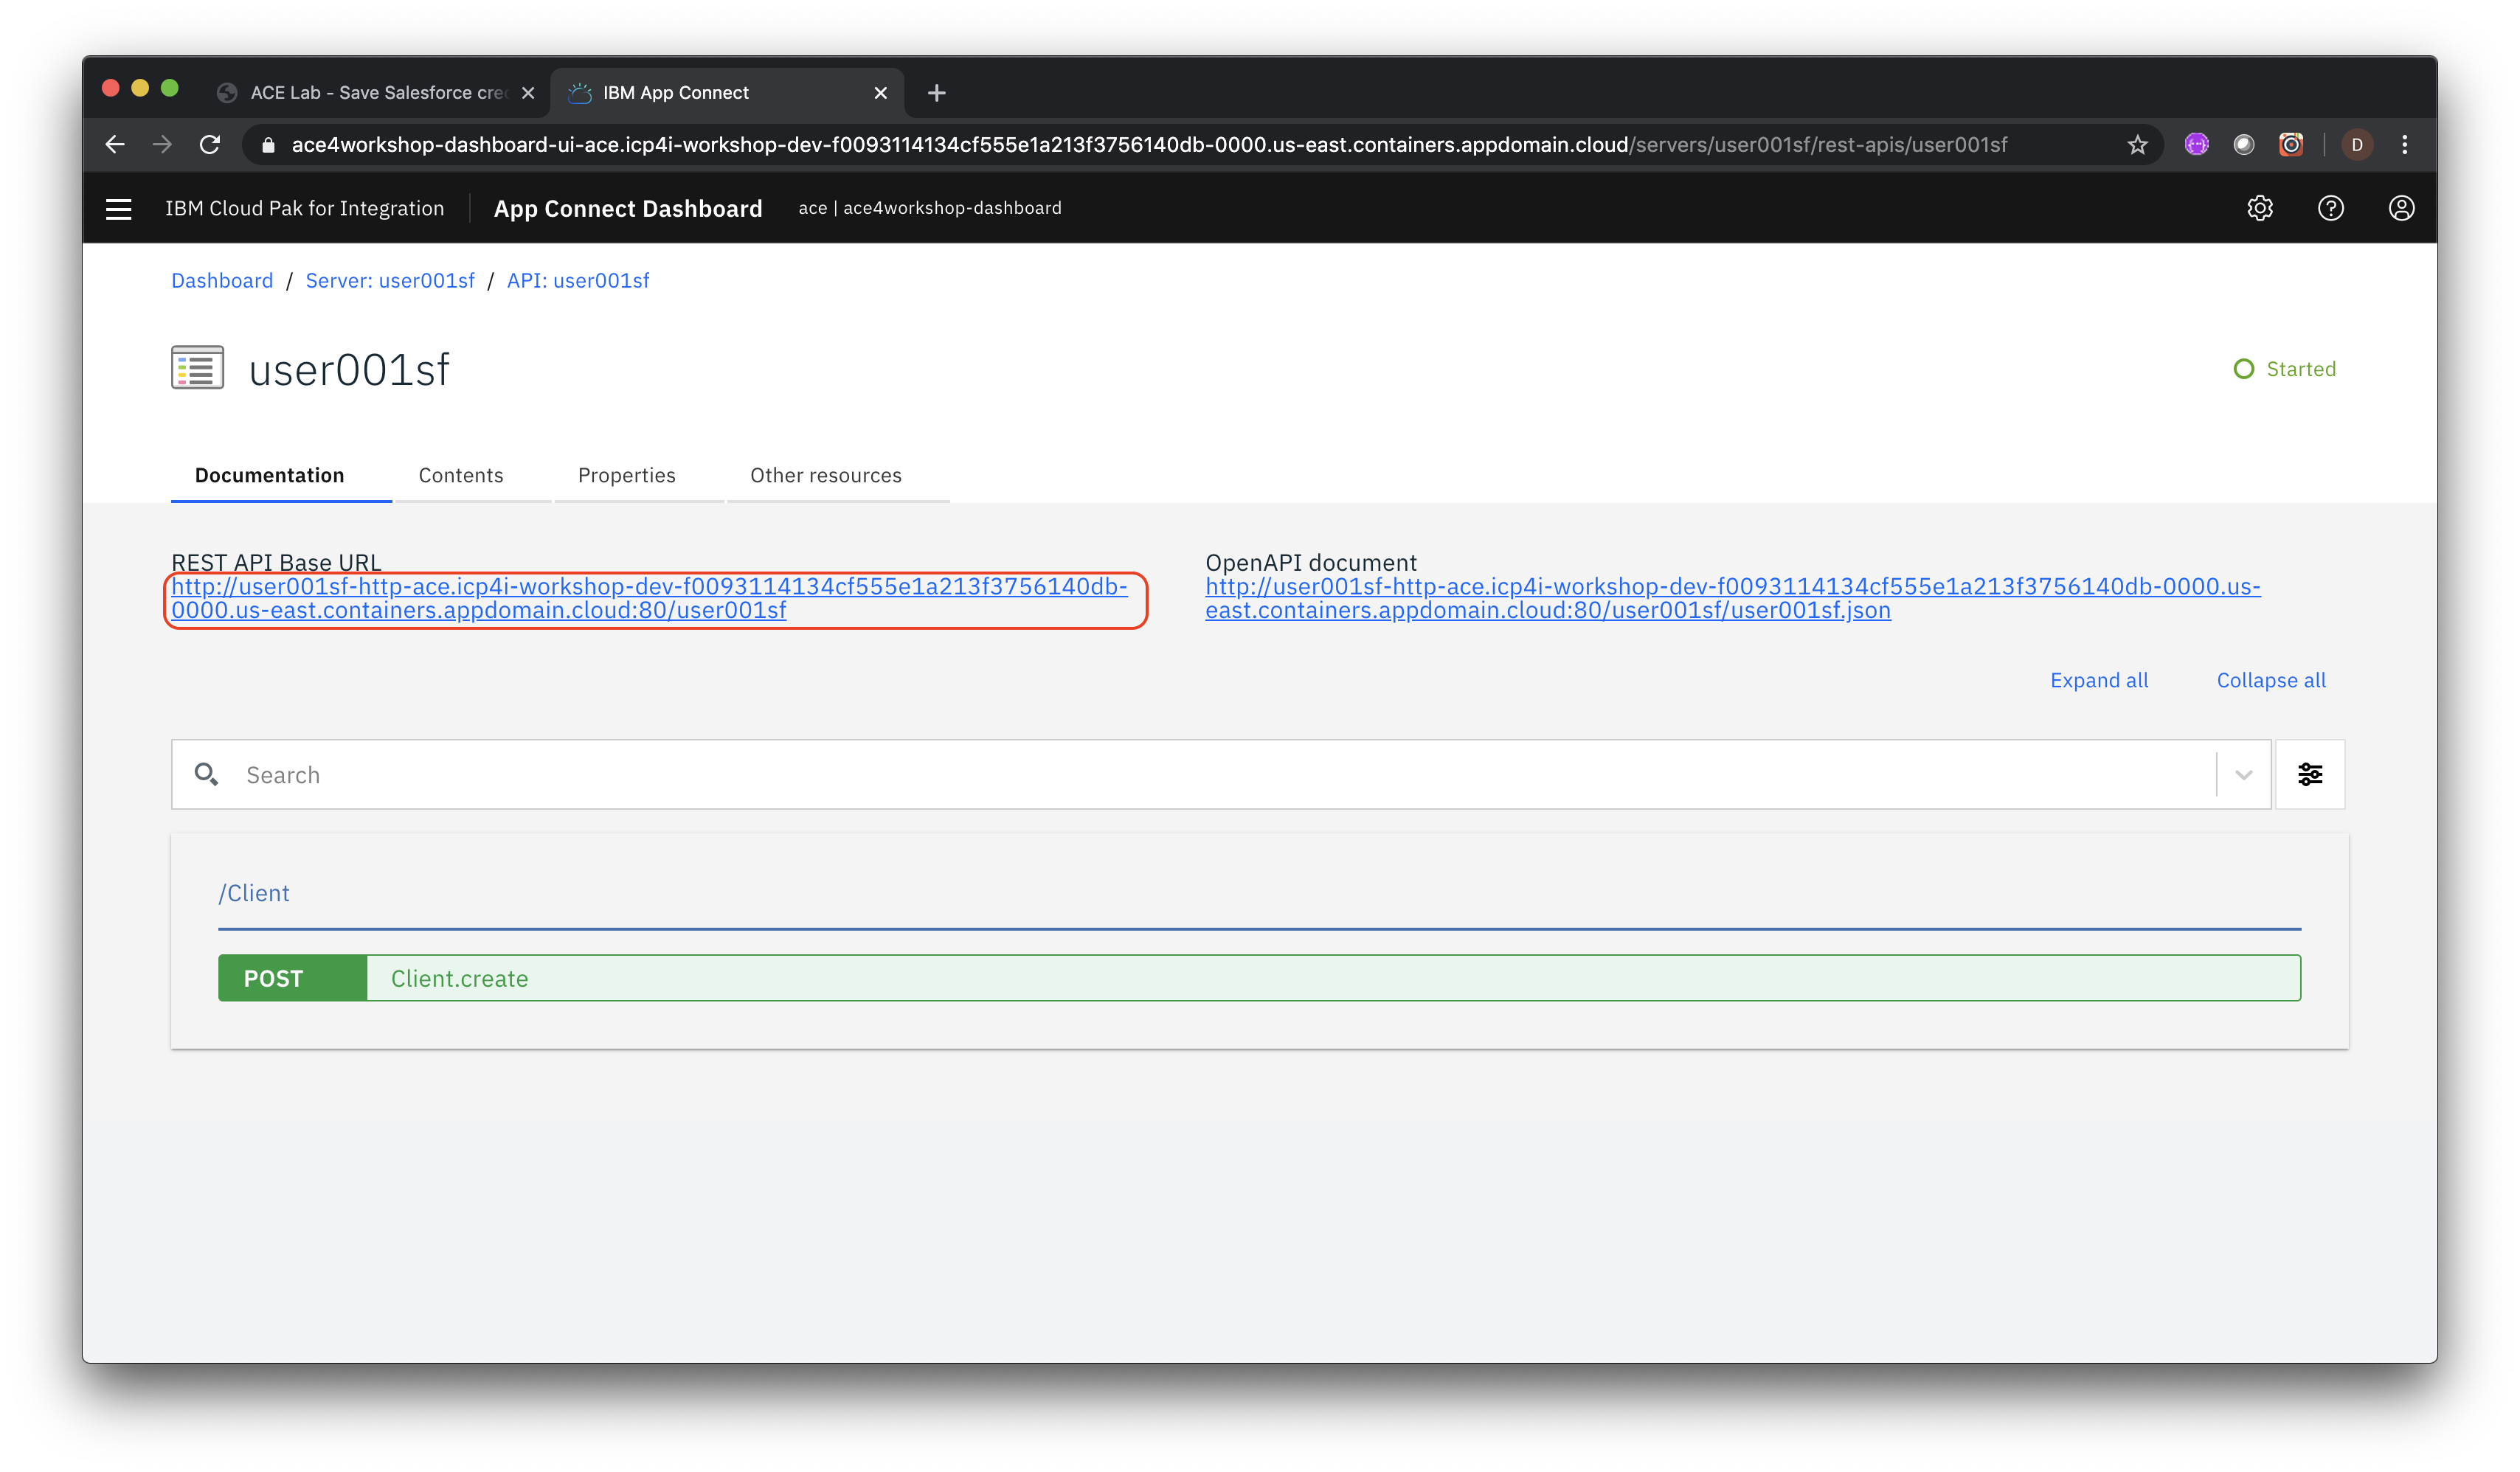 ACE Lab - Save Salesforce cre
IBM App Connect
ace4workshop-dashboard-ui-ace.icp4i-workshop-dev-f0093114134cf555e1a213f3756140db-0000.us-east.containers.appdomain.cloud/servers/user001sf/rest-apis/user001sf
D
IBM Cloud Pak for Integration
App Connect Dashboard
ace | ace4workshop-dashboard
Dashboard / Server: user001sf / API: user001sf
user001sf
Started
Documentation
Contents
Properties
Other resources
REST API Base URL
http://user001sf-http-ace.icp4i-workshop-dev-f0093114134cf555e1a213f3756140db-
0000.us-east.containers.appdomain.cloud:80/user001sf
OpenAPI document
http://user001sf-http-ace.icp4i-workshop-dev-f0093114134cf555e1a213f3756140db-0000.us-
east.containers.appdomain.cloud:80/user001sf/user001sf.json
Expand all
Collapse all
Search
/Client
POST
Client.create